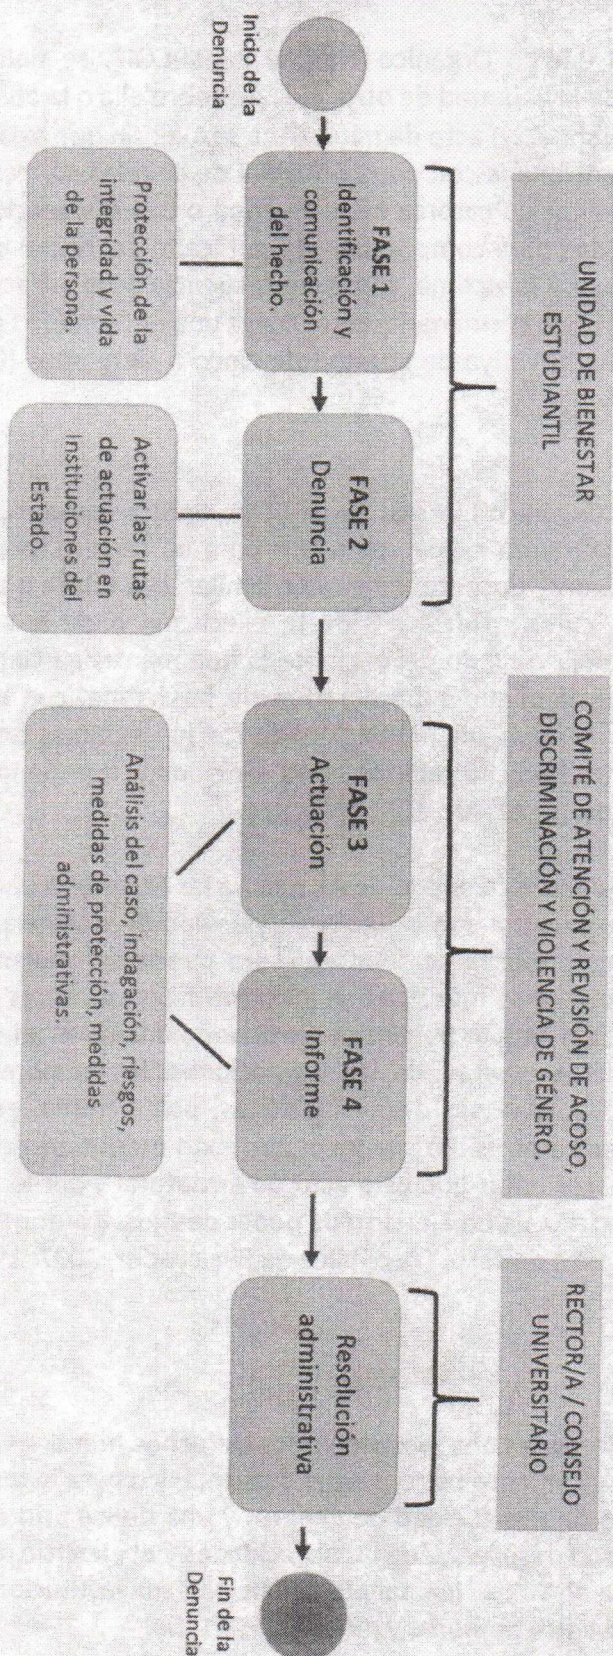 UNIDAD DE BIENESTAR
ESTUDIANTIL
COMITÉ DE ATENCIÓN Y REVISIÓN DE ACOSO,
DISCRIMINACIÓN Y VIOLENCIA DE GÉNERO.
RECTOR/A / CONSEJO
UNIVERSITARIO
Inicio de la
Denuncia
FASE 1
Identificación y
comunicación
del hecho.
FASE 2
Denuncia
FASE 3
Actuación
FASE 4
Informe
Resolución
administrativa
Fin de la
Denuncia
Protección de la
integridad y vida
de la persona.
Activar las rutas
de actuación en
Instituciones del
Estado.
Análisis del caso, indagación, riesgos,
medidas de protección, medidas
administrativas.